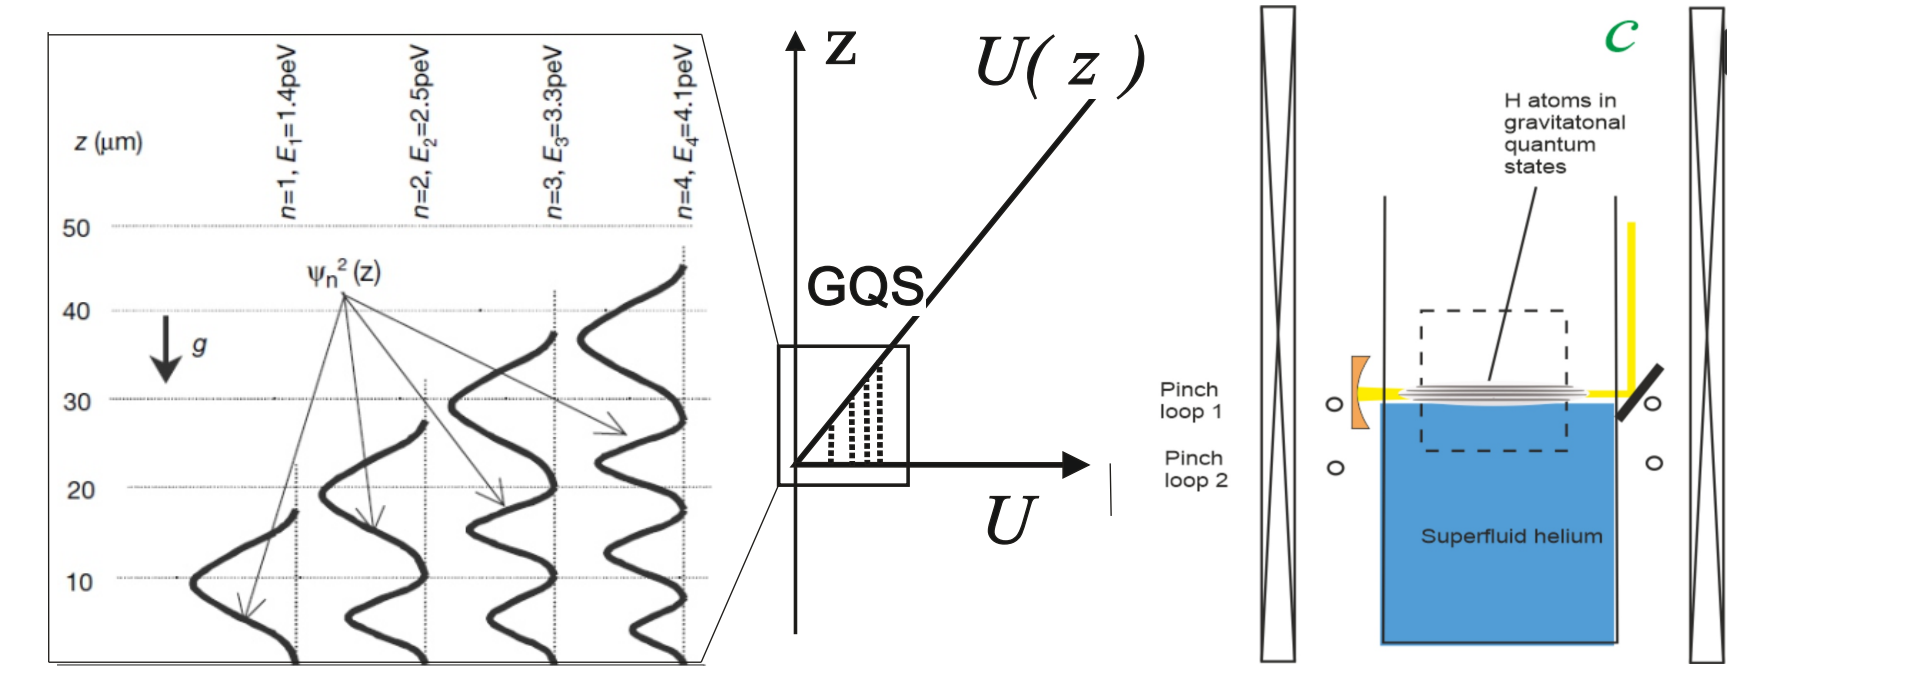 z (μm)
n=1, E₁=1.4peV
n=2, E₂=2.5peV
n=3, E₃=3.3peV
n=4, E₄=4.1peV
50
ψₙ² (z)
40
g
30
20
10
z
U( z )
GQS
U
c
H atoms in
gravitatonal
quantum
states
Pinch
loop 1
Pinch
loop 2
Superfluid helium